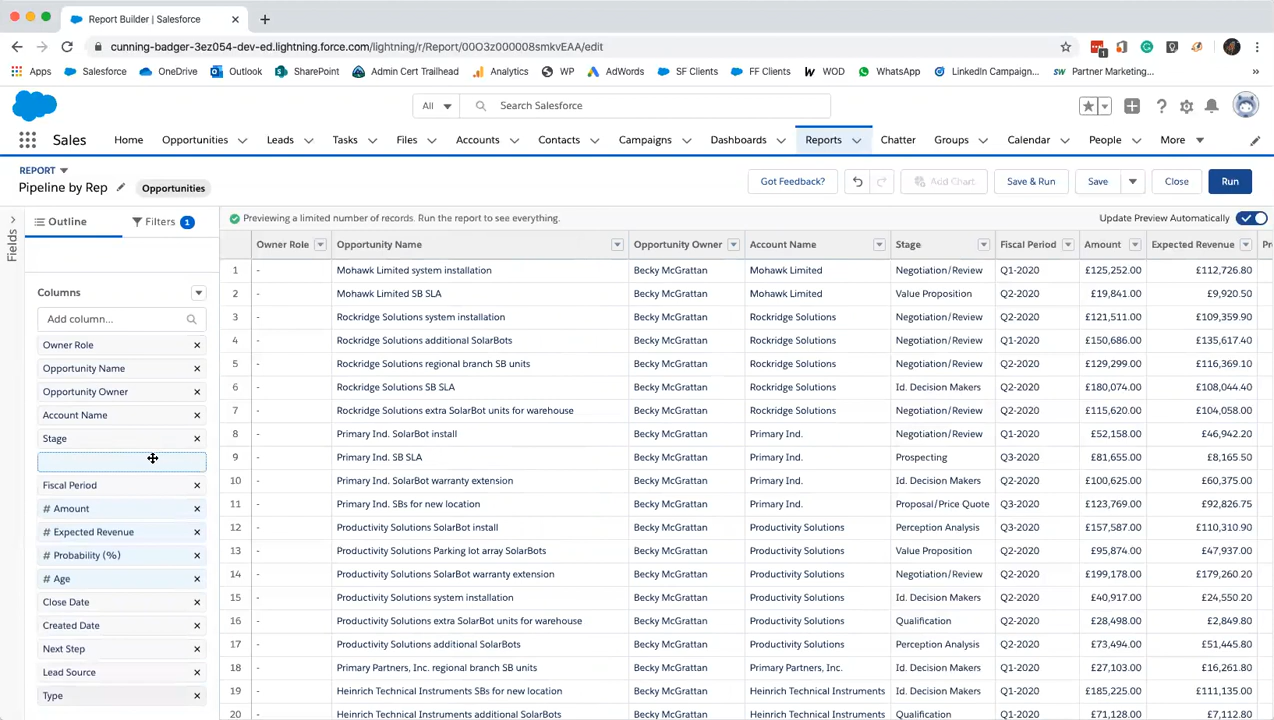 Report Builder | Salesforce
cunning-badger-3ez054-dev-ed.lightning.force.com/lightning/r/Report/00O3z000008smkvEAA/edit
1
Apps Salesforce OneDrive Outlook SharePoint Admin Cert Trailhead Analytics WP AdWords SF Clients FF Clients WOD WhatsApp LinkedIn Campaign... Partner Marketing...
All Search Salesforce
Sales Home Opportunities Leads Tasks Files Accounts Contacts Campaigns Dashboards Reports Chatter Groups Calendar People More
REPORT
Pipeline by Rep Opportunities
Got Feedback? Add Chart Save & Run Save Close Run
Fields
Outline Filters 1
Previewing a limited number of records. Run the report to see everything. Update Preview Automatically
Columns
Add column...
Owner Role
Opportunity Name
Opportunity Owner
Account Name
Stage
Fiscal Period
# Amount
# Expected Revenue
# Probability (%)
# Age
Close Date
Created Date
Next Step
Lead Source
Type
Owner Role Opportunity Name Opportunity Owner Account Name Stage Fiscal Period Amount Expected Revenue
1 - Mohawk Limited system installation Becky McGrattan Mohawk Limited Negotiation/Review Q1-2020 £125,252.00 £112,726.80
2 - Mohawk Limited SB SLA Becky McGrattan Mohawk Limited Value Proposition Q2-2020 £19,841.00 £9,920.50
3 - Rockridge Solutions system installation Becky McGrattan Rockridge Solutions Negotiation/Review Q2-2020 £121,511.00 £109,359.90
4 - Rockridge Solutions additional SolarBots Becky McGrattan Rockridge Solutions Negotiation/Review Q1-2020 £150,686.00 £135,617.40
5 - Rockridge Solutions regional branch SB units Becky McGrattan Rockridge Solutions Negotiation/Review Q2-2020 £129,299.00 £116,369.10
6 - Rockridge Solutions SB SLA Becky McGrattan Rockridge Solutions Id. Decision Makers Q2-2020 £180,074.00 £108,044.40
7 - Rockridge Solutions extra SolarBot units for warehouse Becky McGrattan Rockridge Solutions Negotiation/Review Q2-2020 £115,620.00 £104,058.00
8 - Primary Ind. SolarBot install Becky McGrattan Primary Ind. Negotiation/Review Q1-2020 £52,158.00 £46,942.20
9 - Primary Ind. SB SLA Becky McGrattan Primary Ind. Prospecting Q3-2020 £81,655.00 £8,165.50
10 - Primary Ind. SolarBot warranty extension Becky McGrattan Primary Ind. Id. Decision Makers Q2-2020 £100,625.00 £60,375.00
11 - Primary Ind. SBs for new location Becky McGrattan Primary Ind. Proposal/Price Quote Q3-2020 £123,769.00 £92,826.75
12 - Productivity Solutions SolarBot install Becky McGrattan Productivity Solutions Perception Analysis Q3-2020 £157,587.00 £110,310.90
13 - Productivity Solutions Parking lot array SolarBots Becky McGrattan Productivity Solutions Value Proposition Q2-2020 £95,874.00 £47,937.00
14 - Productivity Solutions SolarBot warranty extension Becky McGrattan Productivity Solutions Negotiation/Review Q2-2020 £199,178.00 £179,260.20
15 - Productivity Solutions system installation Becky McGrattan Productivity Solutions Id. Decision Makers Q2-2020 £40,917.00 £24,550.20
16 - Productivity Solutions extra SolarBot units for warehouse Becky McGrattan Productivity Solutions Qualification Q2-2020 £28,498.00 £2,849.80
17 - Productivity Solutions additional SolarBots Becky McGrattan Productivity Solutions Perception Analysis Q2-2020 £73,494.00 £51,445.80
18 - Primary Partners, Inc. regional branch SB units Becky McGrattan Primary Partners, Inc. Id. Decision Makers Q1-2020 £27,103.00 £16,261.80
19 - Heinrich Technical Instruments SBs for new location Becky McGrattan Heinrich Technical Instruments Id. Decision Makers Q2-2020 £185,225.00 £111,135.00
20 - Heinrich Technical Instruments additional SolarBots Becky McGrattan Heinrich Technical Instruments Qualification Q1-2020 £71,128.00 £7,112.80